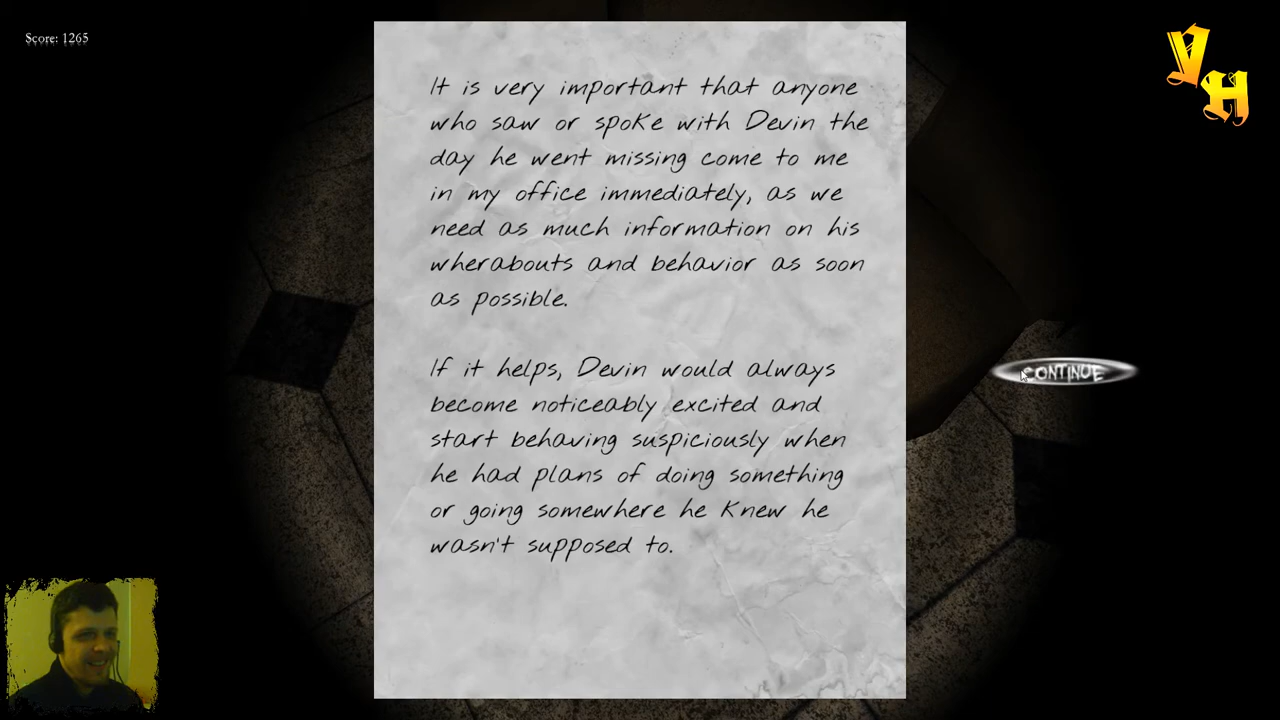 Score: 1265
VH
It is very important that anyone
who saw or spoke with Devin the
day he went missing come to me
in my office immediately, as we
need as much information on his
wherabouts and behavior as soon
as possible.
If it helps, Devin would always
become noticeably excited and
start behaving suspiciously when
he had plans of doing something
or going somewhere he knew he
wasn't supposed to.
CONTINUE